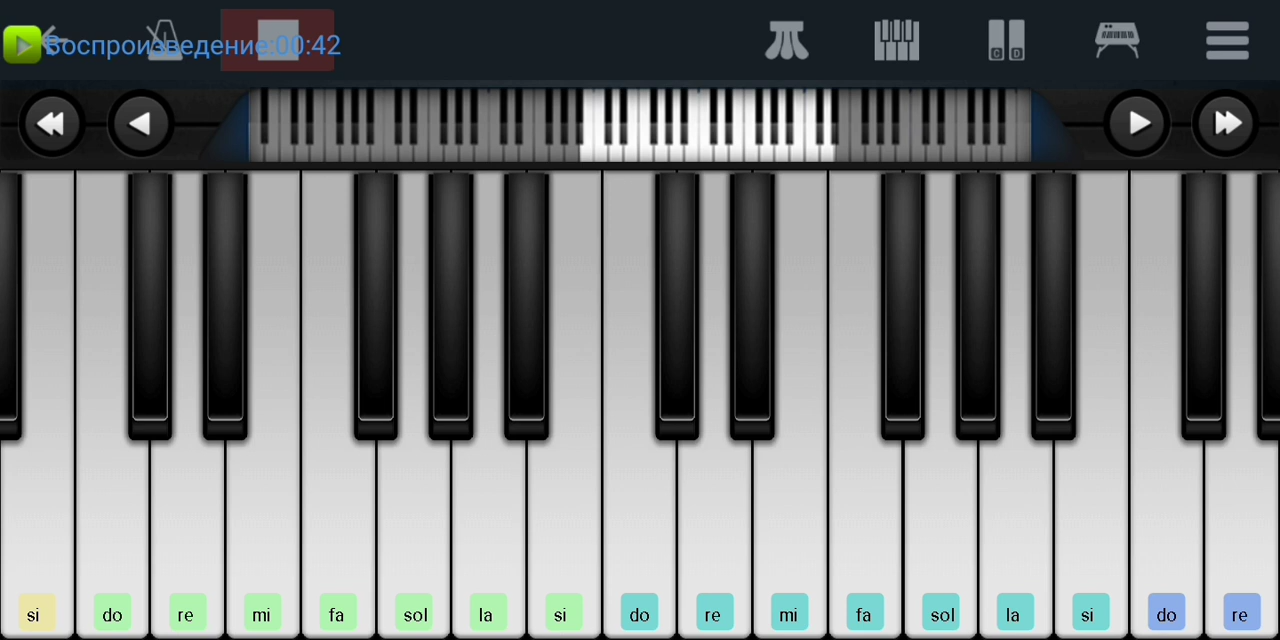 Воспроизведение:00:42
C D
si do re mi fa sol la si do re mi fa sol la si do re